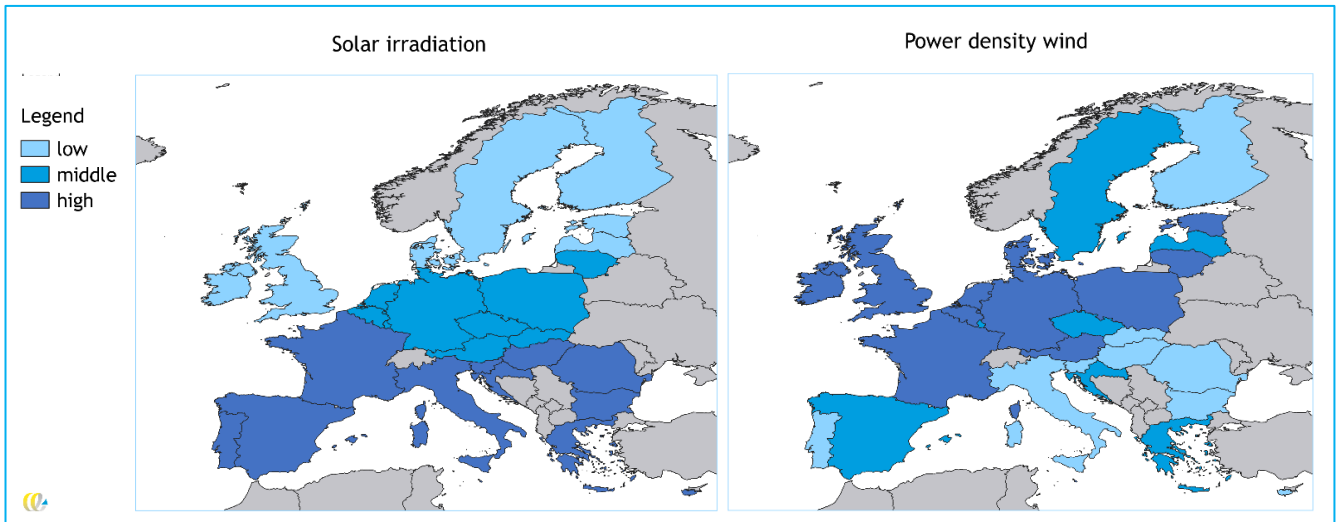 Solar irradiation
Power density wind
Legend
low
middle
high